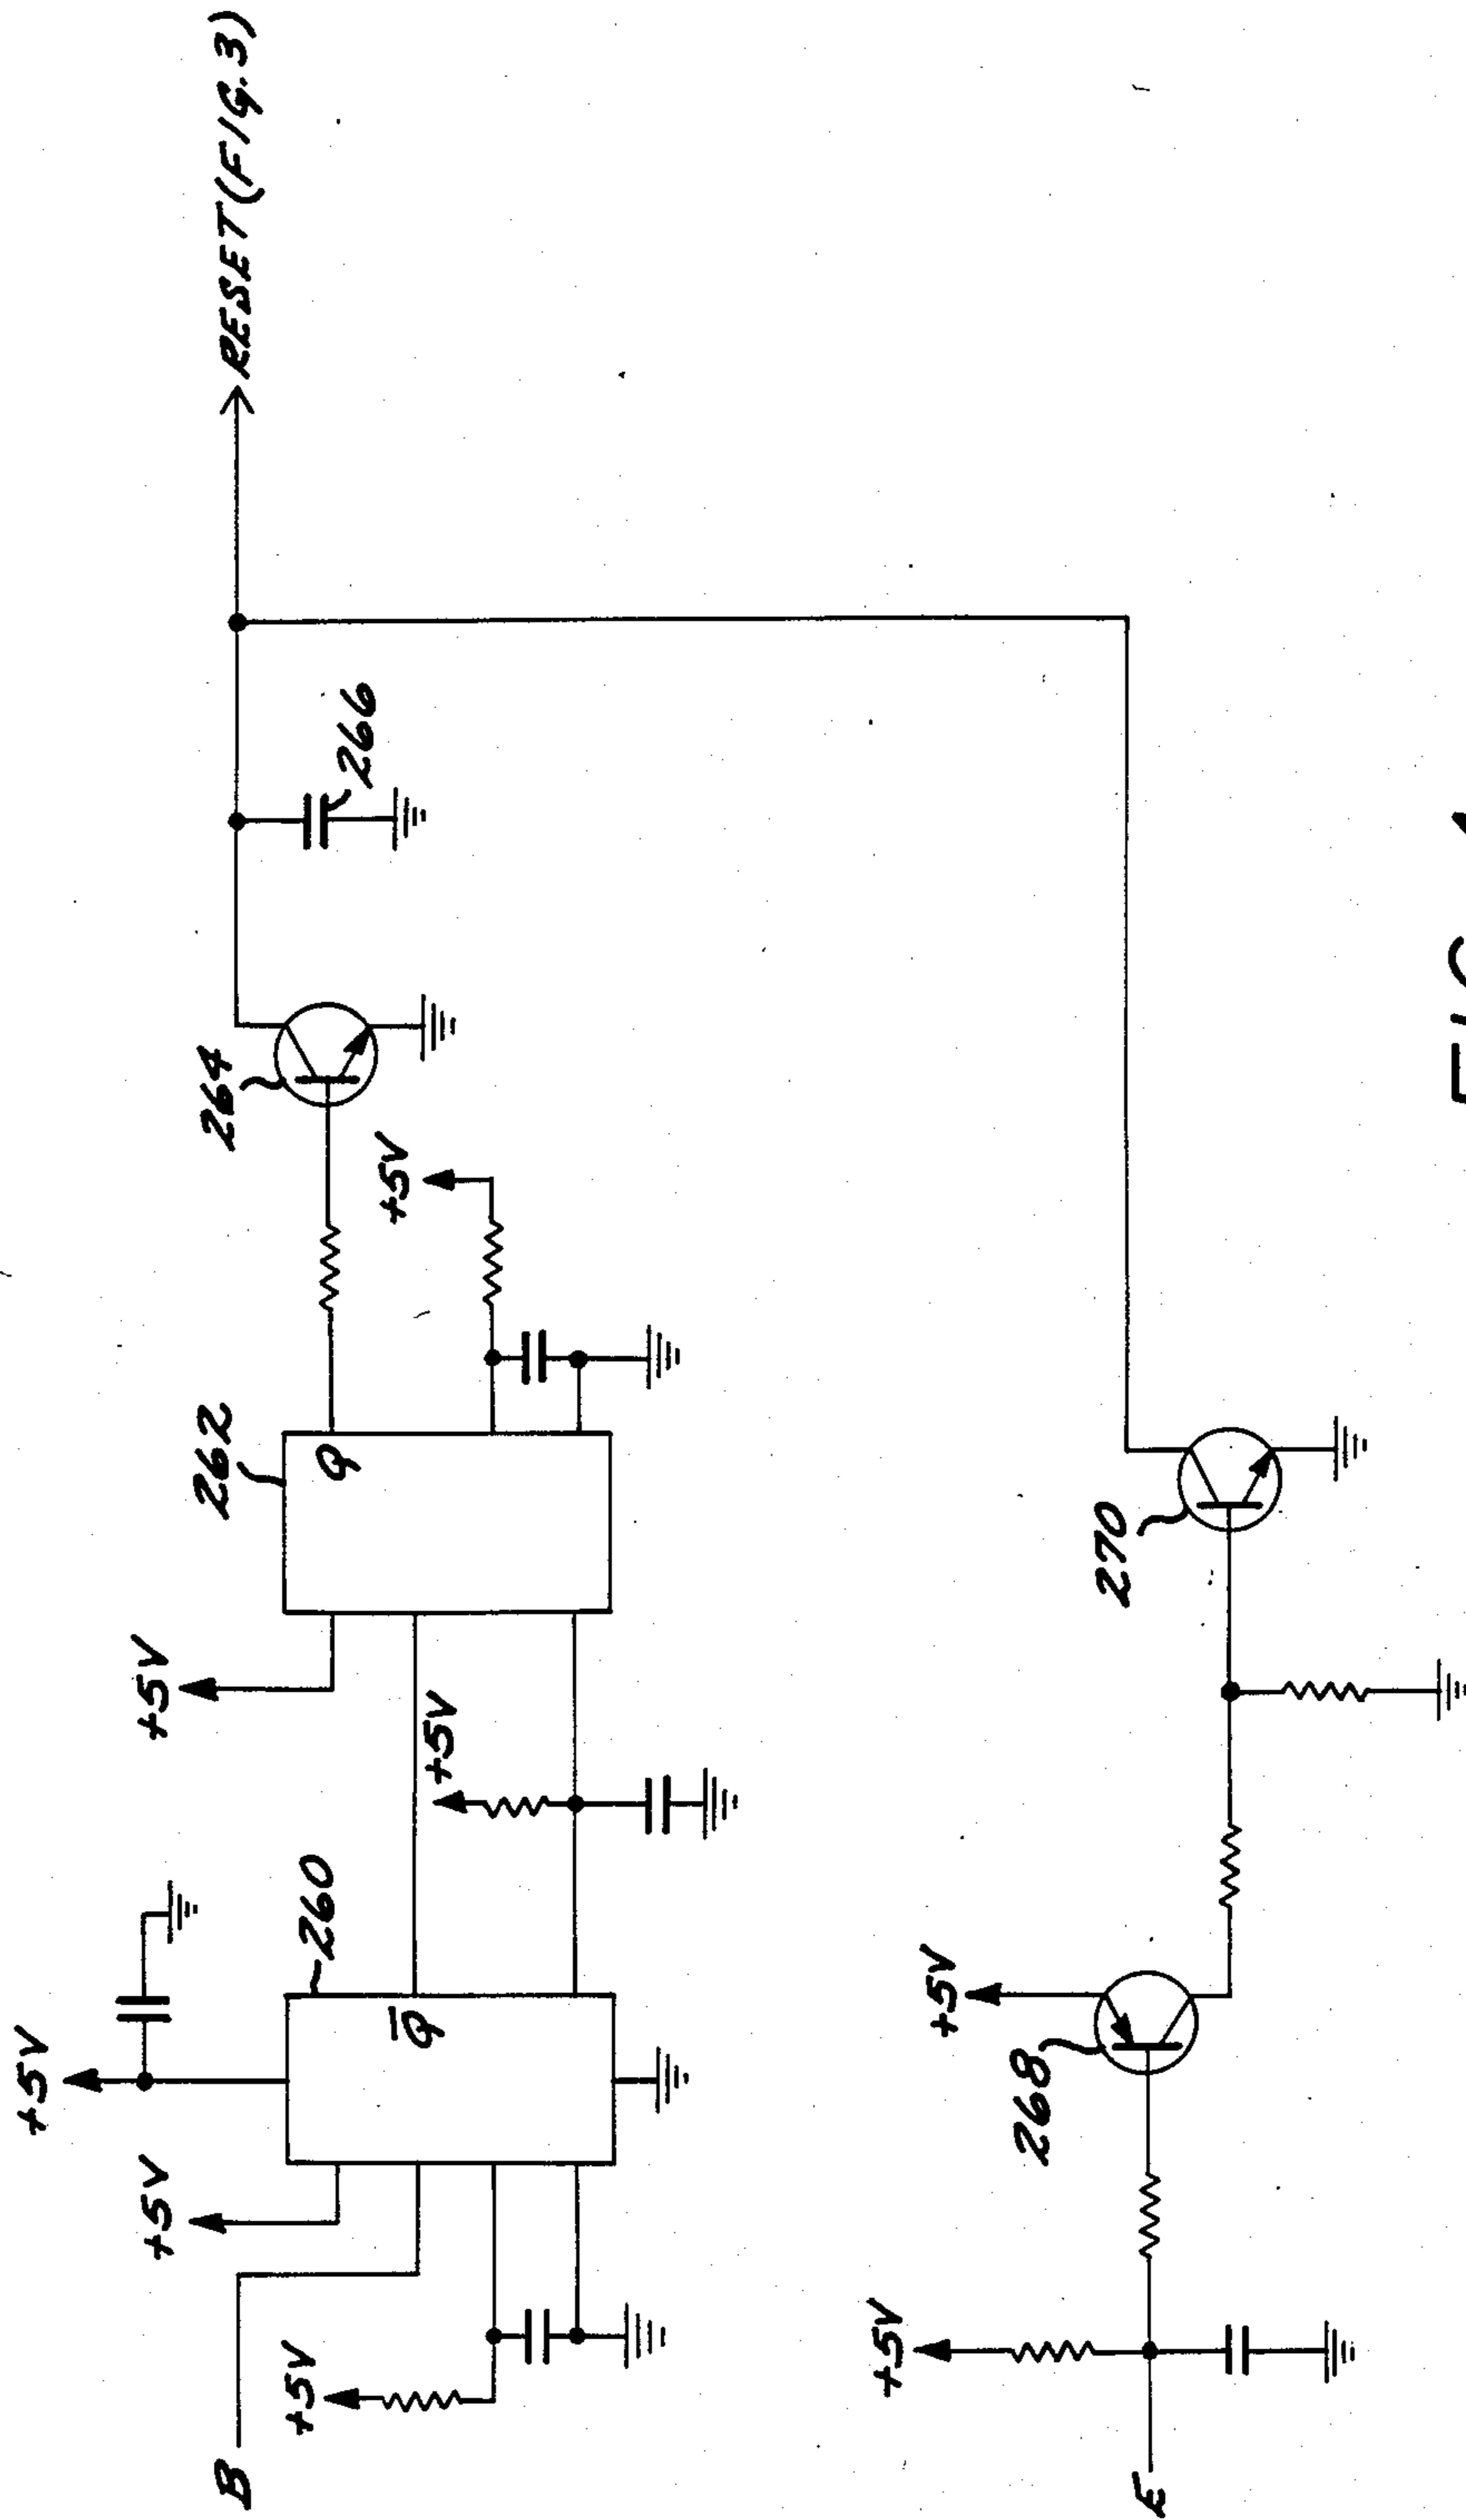 +5V
+5V
+5V
262
264
B
RESET (FIG. 3)
+5V
260
Q
266
+5V
Q̅
+5V
+5V
+5V
268
270